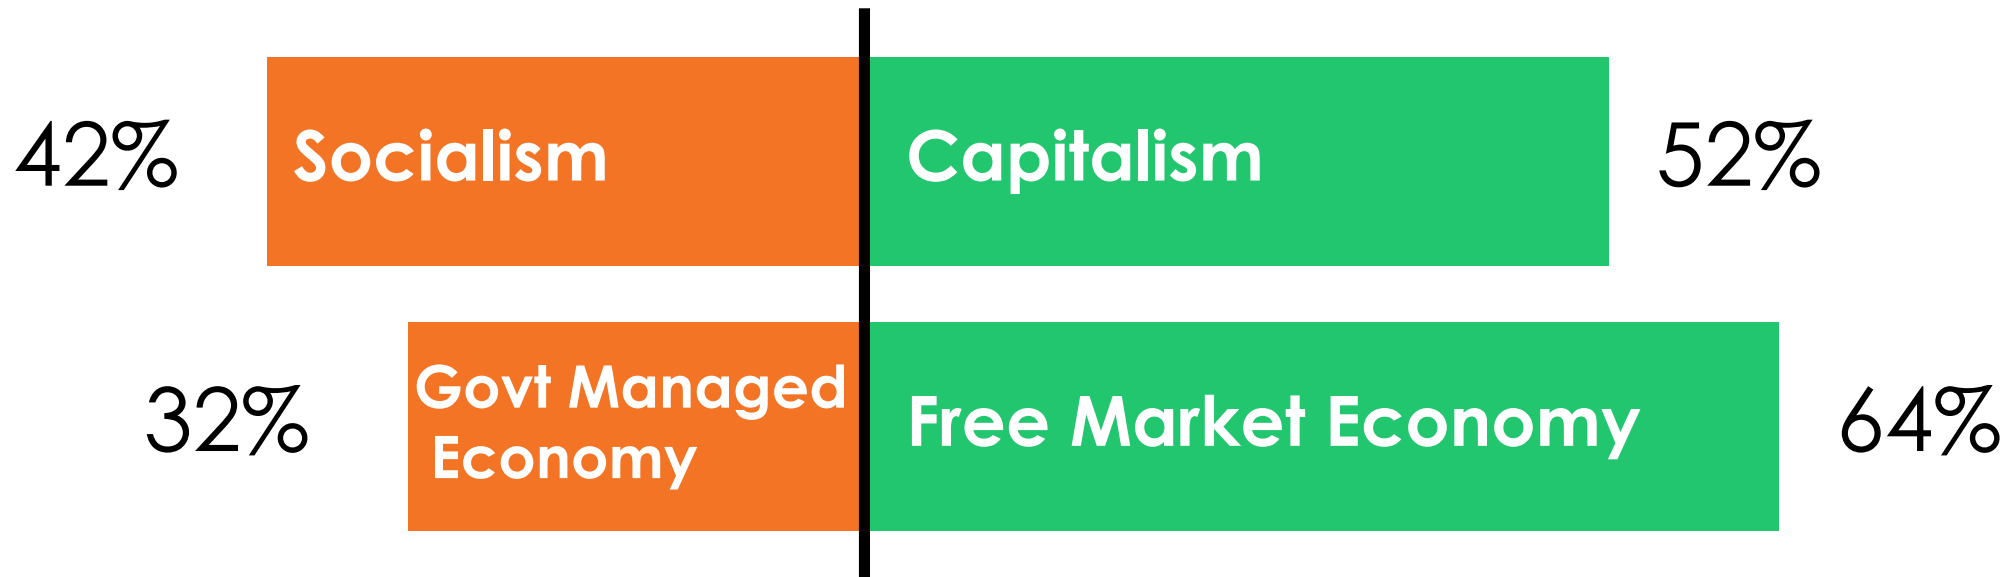 42% Socialism Capitalism 52%
32% Govt Managed Free Market Economy 64%
Economy